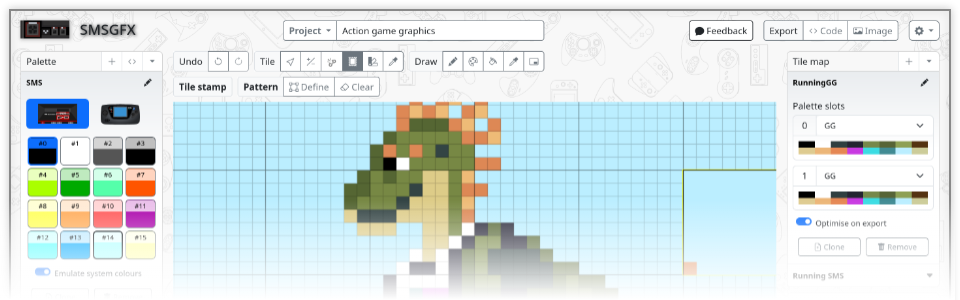 SMSGFX
Project
Action game graphics
Feedback
Export
Code
Image
Palette
Undo
Tile
Draw
Tile map
SMS
Tile stamp
Pattern
Define
Clear
RunningGG
Palette slots
#0 #1 #2 #3
0 GG
#4 #5 #6 #7
1 GG
#8 #9 #10 #11
Optimise on export
#12 #13 #14 #15
Clone
Remove
Emulate system colours
Running SMS